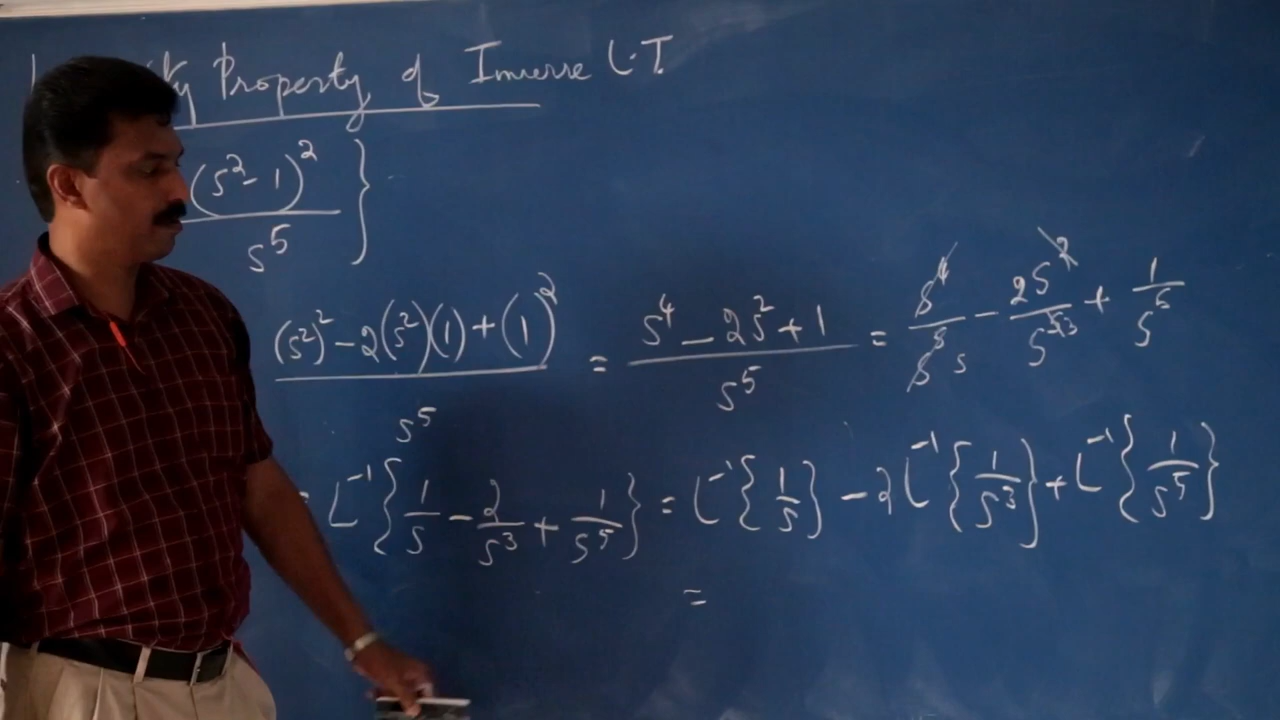 Property of Inverse L.T.
(s²-1)² / s⁵ }
(s²)² - 2(s²)(1) + (1)² / s⁵ = s⁴ - 2s² + 1 / s⁵ = s⁴ / s⁵ s - 2s² / s⁵ 3 + 1 / s⁵
= L⁻¹{ 1/s - 2/s³ + 1/s⁵ } = L⁻¹{ 1/s } - 2 L⁻¹{ 1/s³ } + L⁻¹{ 1/s⁵ }
=